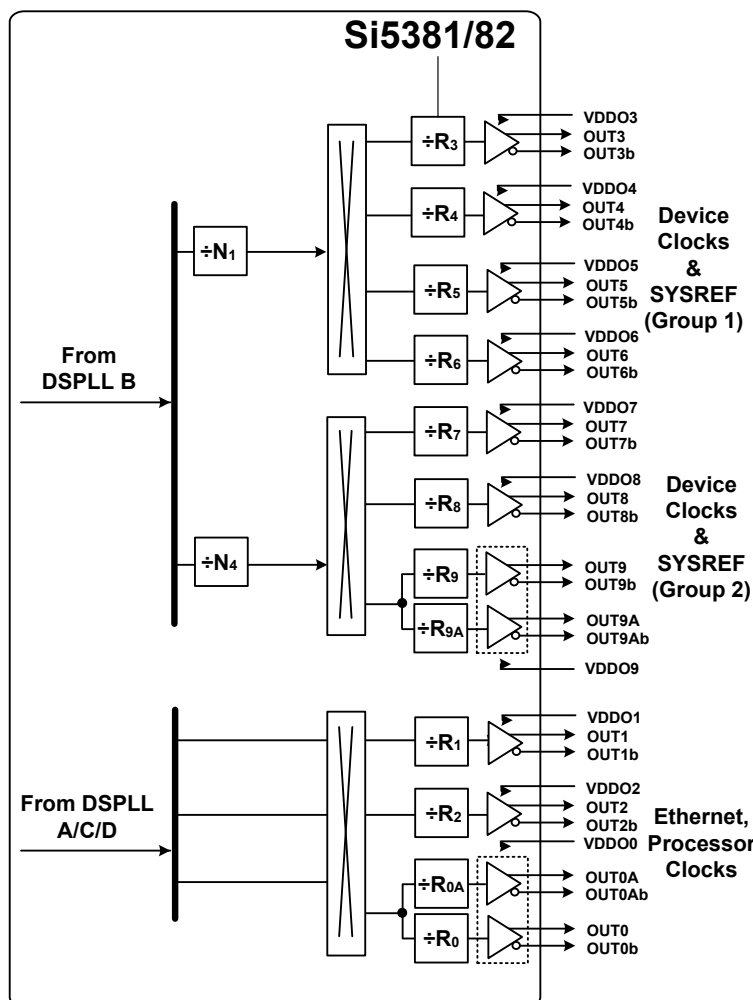 Si5381/82
÷R3
VDDO3
OUT3
OUT3b
÷R4
VDDO4
OUT4
OUT4b
÷N1
÷R5
VDDO5
OUT5
OUT5b
÷R6
VDDO6
OUT6
OUT6b
Device
Clocks
&
SYSREF
(Group 1)
From
DSPLL B
÷R7
VDDO7
OUT7
OUT7b
÷R8
VDDO8
OUT8
OUT8b
÷N4
÷R9
OUT9
OUT9b
÷R9A
OUT9A
OUT9Ab
VDDO9
Device
Clocks
&
SYSREF
(Group 2)
÷R1
VDDO1
OUT1
OUT1b
From DSPLL
A/C/D
÷R2
VDDO2
OUT2
OUT2b
VDDO0
÷R0A
OUT0A
OUT0Ab
÷R0
OUT0
OUT0b
Ethernet,
Processor
Clocks